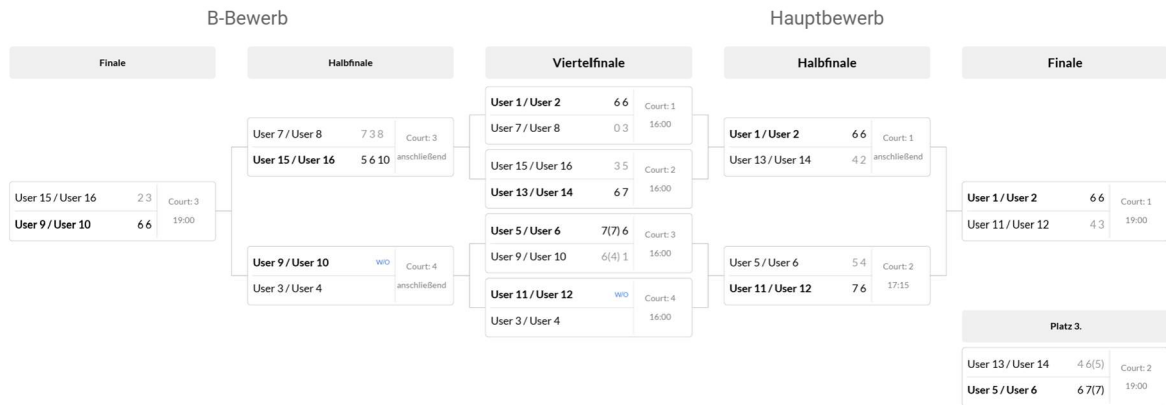 B-Bewerb
Hauptbewerb
Finale
Halbfinale
Viertelfinale
Halbfinale
Finale
User 15 / User 16 2 3
User 9 / User 10 6 6
Court: 3
19:00
User 7 / User 8 7 3 8
User 15 / User 16 5 6 10
Court: 3
anschließend
User 9 / User 10 W/O
User 3 / User 4
Court: 4
anschließend
User 1 / User 2 6 6
User 7 / User 8 0 3
Court: 1
16:00
User 15 / User 16 3 5
User 13 / User 14 6 7
Court: 2
16:00
User 5 / User 6 7(7) 6
User 9 / User 10 6(4) 1
Court: 3
16:00
User 11 / User 12 W/O
User 3 / User 4
Court: 4
16:00
User 1 / User 2 6 6
User 13 / User 14 4 2
Court: 1
anschließend
User 5 / User 6 5 4
User 11 / User 12 7 6
Court: 2
17:15
User 1 / User 2 6 6
User 11 / User 12 4 3
Court: 1
19:00
Platz 3.
User 13 / User 14 4 6(5)
User 5 / User 6 6 7(7)
Court: 2
19:00